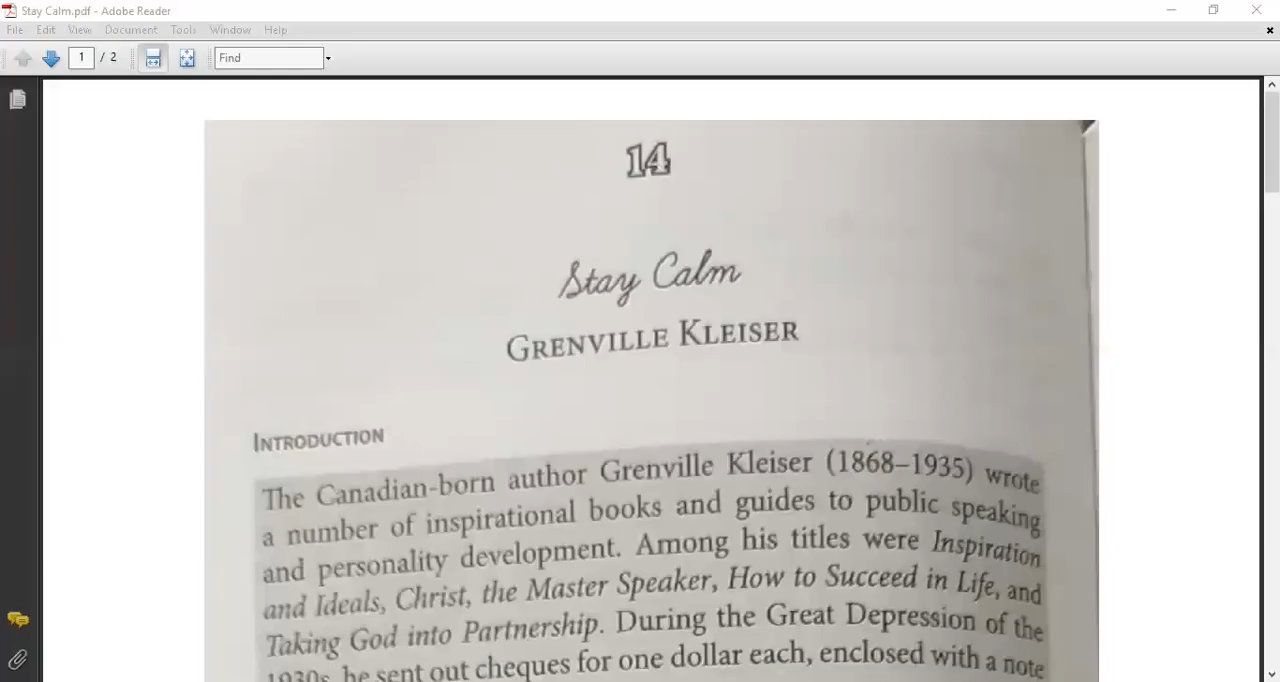 Stay Calm.pdf - Adobe Reader
File Edit View Document Tools Window Help
1 / 2 Find
14
Stay Calm
GRENVILLE KLEISER
INTRODUCTION
The Canadian-born author Grenville Kleiser (1868–1935) wrote
a number of inspirational books and guides to public speaking
and personality development. Among his titles were Inspiration
and Ideals, Christ, the Master Speaker, How to Succeed in Life, and
Taking God into Partnership. During the Great Depression of the
1930s, he sent out cheques for one dollar each, enclosed with a note